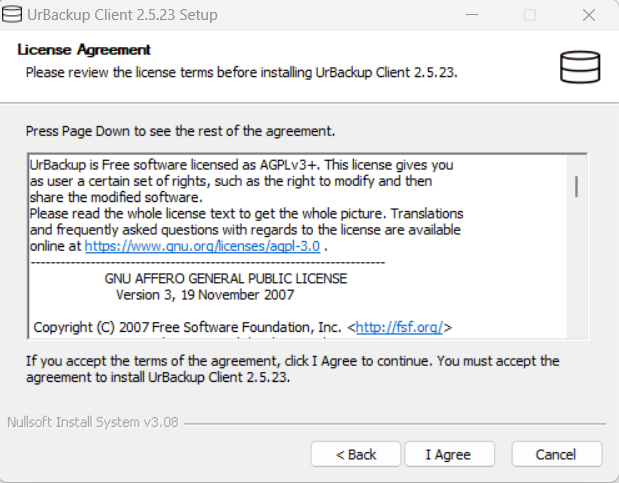 UrBackup Client 2.5.23 Setup
License Agreement
Please review the license terms before installing UrBackup Client 2.5.23.
Press Page Down to see the rest of the agreement.
UrBackup is Free software licensed as AGPLv3+. This license gives you
as user a certain set of rights, such as the right to modify and then
share the modified software.
Please read the whole license text to get the whole picture. Translations
and frequently asked questions with regards to the license are available
online at https://www.gnu.org/licenses/agpl-3.0 .
-----------------------------------------------------------------------
GNU AFFERO GENERAL PUBLIC LICENSE
Version 3, 19 November 2007
Copyright (C) 2007 Free Software Foundation, Inc. <http://fsf.org/>
If you accept the terms of the agreement, click I Agree to continue. You must accept the
agreement to install UrBackup Client 2.5.23.
Nullsoft Install System v3.08
< Back I Agree Cancel